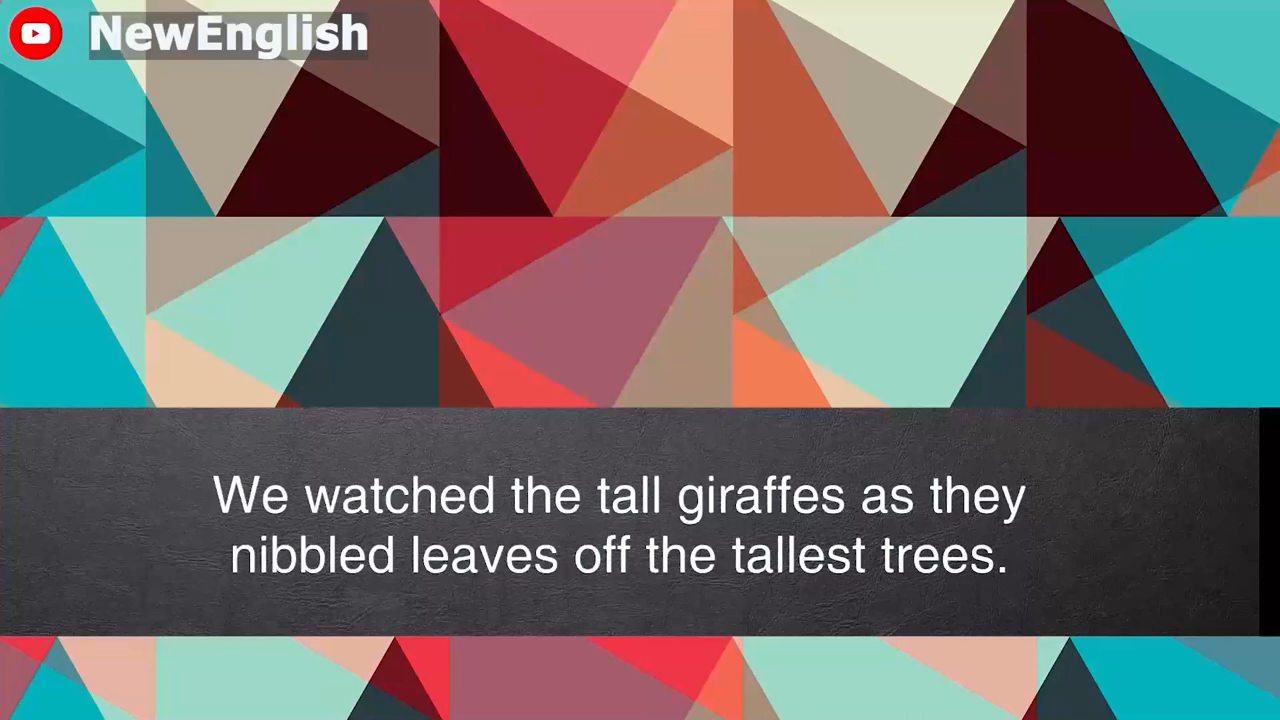 NewEnglish
We watched the tall giraffes as they
nibbled leaves off the tallest trees.